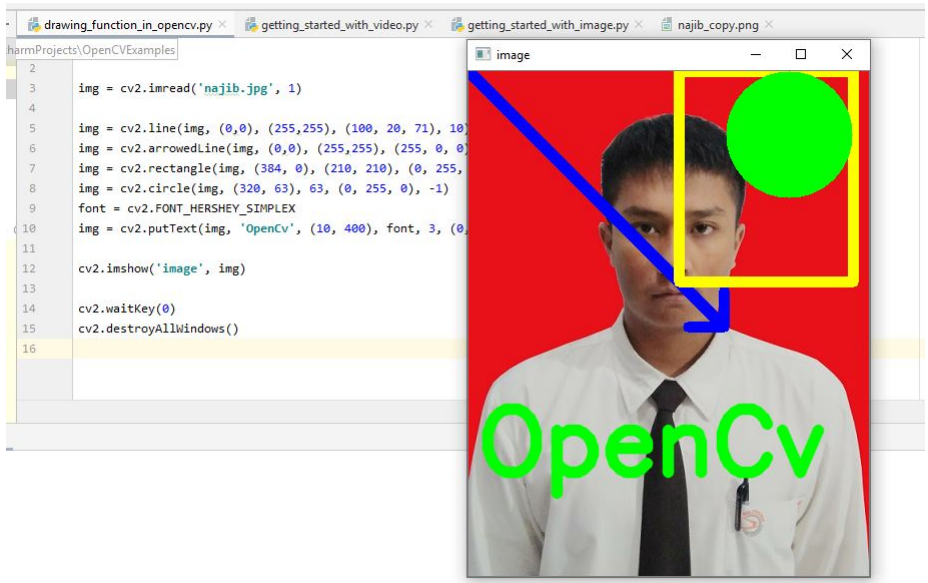 drawing_function_in_opencv.py × getting_started_with_video.py × getting_started_with_image.py × najib_copy.png ×
harmProjects\OpenCVExamples
image
2
3 img = cv2.imread('najib.jpg', 1)
4
5 img = cv2.line(img, (0,0), (255,255), (100, 20, 71), 10)
6 img = cv2.arrowedLine(img, (0,0), (255,255), (255, 0, 0
7 img = cv2.rectangle(img, (384, 0), (210, 210), (0, 255,
8 img = cv2.circle(img, (320, 63), 63, (0, 255, 0), -1)
9 font = cv2.FONT_HERSHEY_SIMPLEX
10 img = cv2.putText(img, 'OpenCv', (10, 400), font, 3, (0,
11
12 cv2.imshow('image', img)
13
14 cv2.waitKey(0)
15 cv2.destroyAllWindows()
16
OpenCv